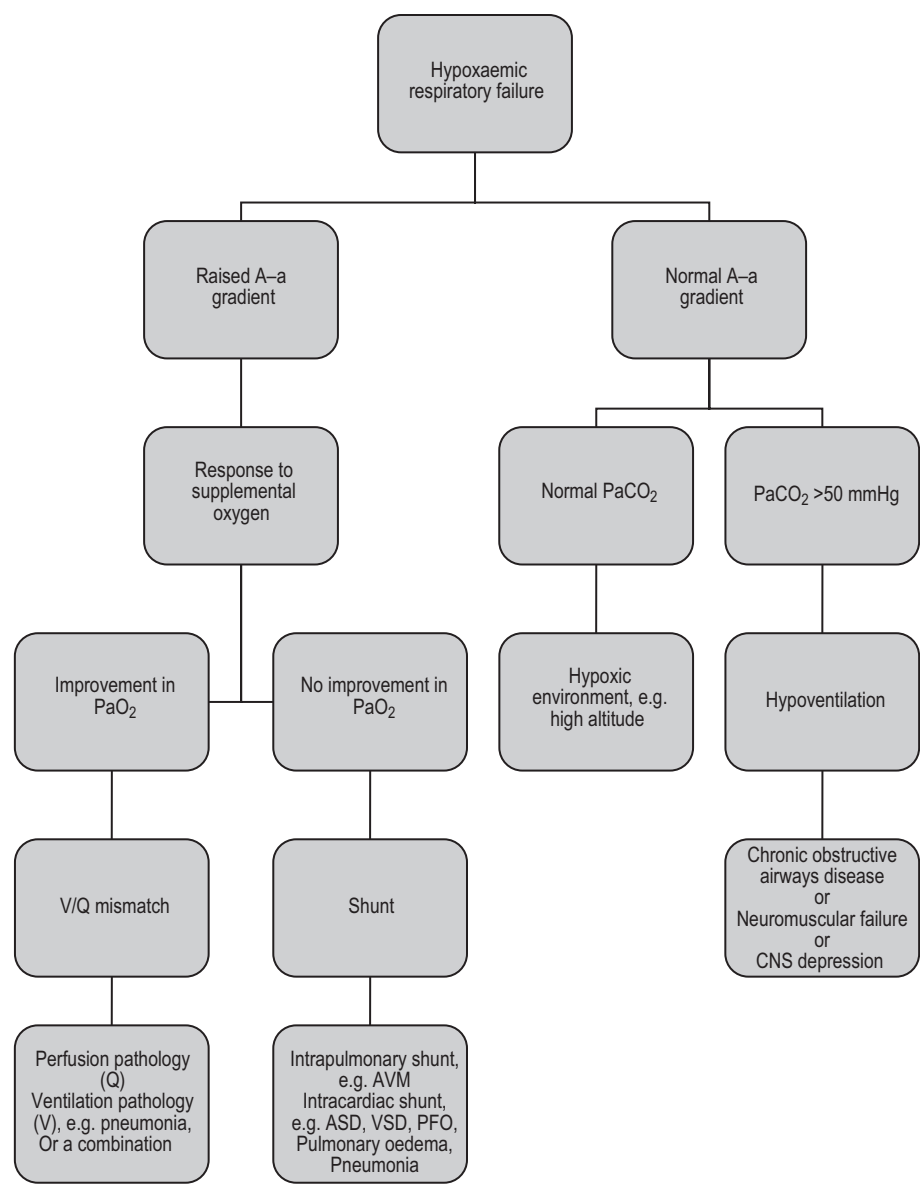 Hypoxaemic
respiratory failure
Raised A–a
gradient
Normal A–a
gradient
Response to
supplemental
oxygen
Normal PaCO₂
PaCO₂ >50 mmHg
Improvement in
PaO₂
No improvement in
PaO₂
Hypoxic
environment, e.g.
high altitude
Hypoventilation
V/Q mismatch
Shunt
Chronic obstructive
airways disease
or
Neuromuscular failure
or
CNS depression
Perfusion pathology
(Q)
Ventilation pathology
(V), e.g. pneumonia,
Or a combination
Intrapulmonary shunt,
e.g. AVM
Intracardiac shunt,
e.g. ASD, VSD, PFO,
Pulmonary oedema,
Pneumonia